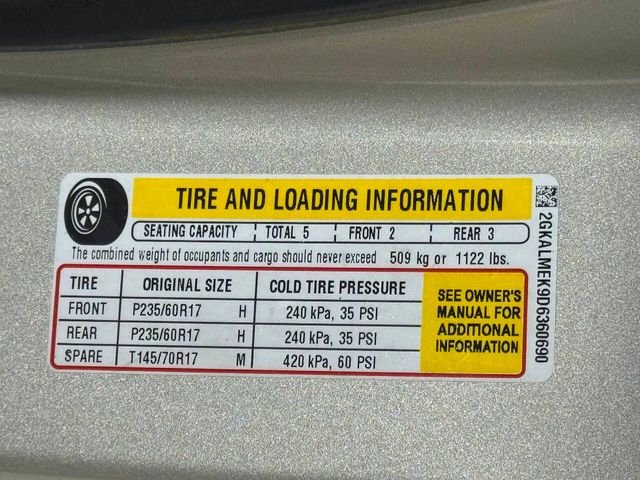 TIRE AND LOADING INFORMATION
SEATING CAPACITY TOTAL 5 FRONT 2 REAR 3
The combined weight of occupants and cargo should never exceed 509 kg or 1122 lbs.
TIRE ORIGINAL SIZE COLD TIRE PRESSURE
FRONT P235/60R17 H 240 kPa, 35 PSI
REAR P235/60R17 H 240 kPa, 35 PSI
SPARE T145/70R17 M 420 kPa, 60 PSI
SEE OWNER'S
MANUAL FOR
ADDITIONAL
INFORMATION
2GKALMEK9D6360690